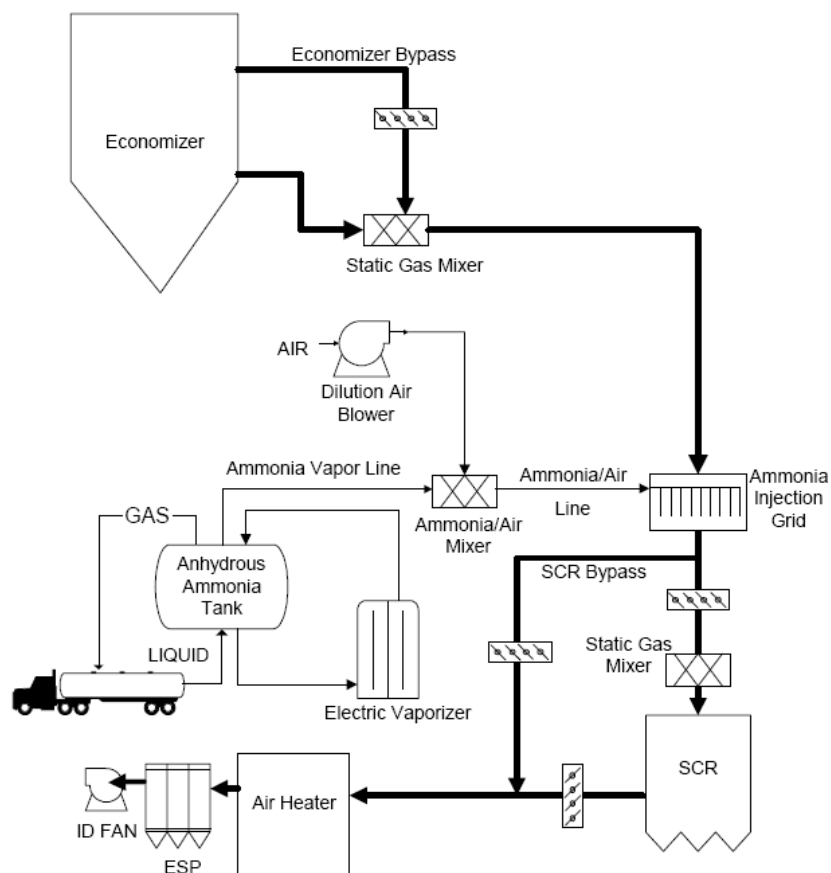 Economizer Bypass
Economizer
Static Gas Mixer
AIR
Dilution Air
Blower
Ammonia Vapor Line
Ammonia/Air
Line
Ammonia
Injection
Grid
Ammonia/Air
Mixer
GAS
Anhydrous
Ammonia
Tank
SCR Bypass
LIQUID
Static Gas
Mixer
Electric Vaporizer
SCR
Air Heater
ID FAN
ESP